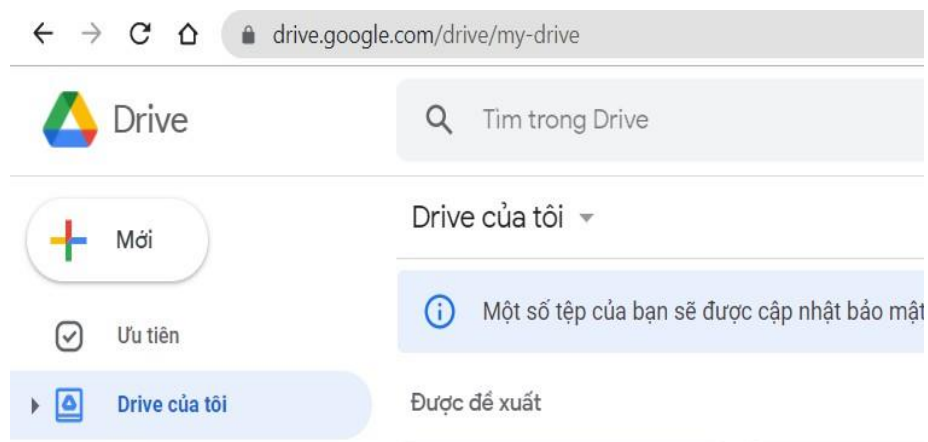 drive.google.com/drive/my-drive
Drive
Tìm trong Drive
Mới
Drive của tôi
Một số tệp của bạn sẽ được cập nhật bảo mật
Ưu tiên
Drive của tôi
Được đề xuất